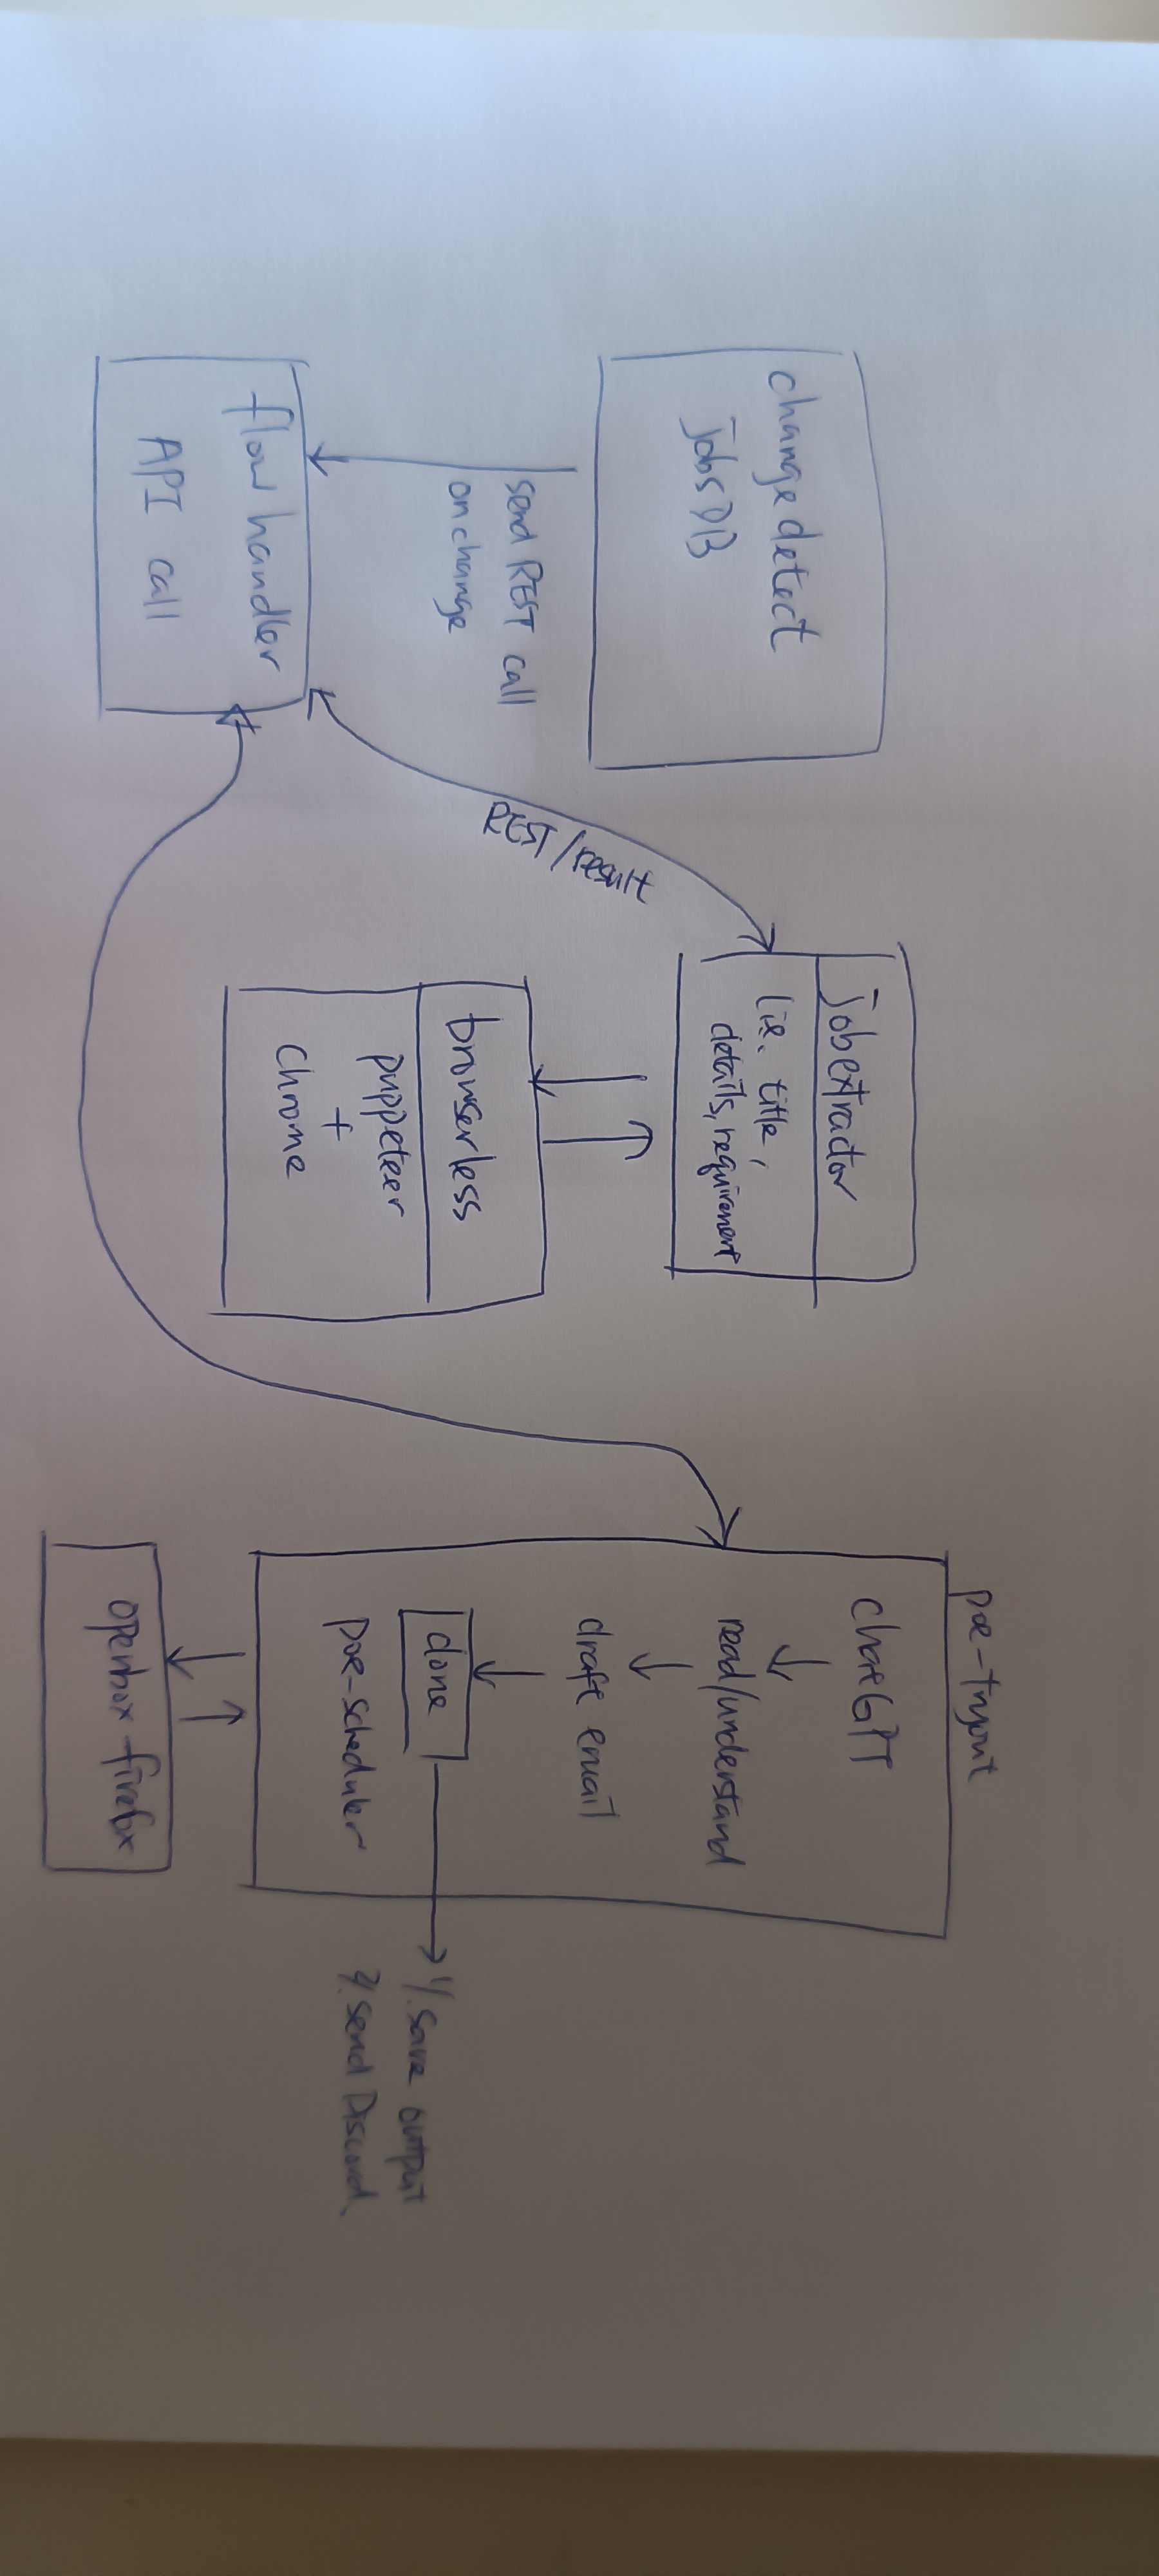 change detect
jobsDB
send REST call
on change
flow handler
API call
REST/result
jobextractor
(ie. title,
details, requirement
browserless
puppeteer
+
chrome
poe-tryout
chatGPT
read/understand
draft email
done
poe-scheduler
1/. save output
2/. send Discord.
openbox firefox